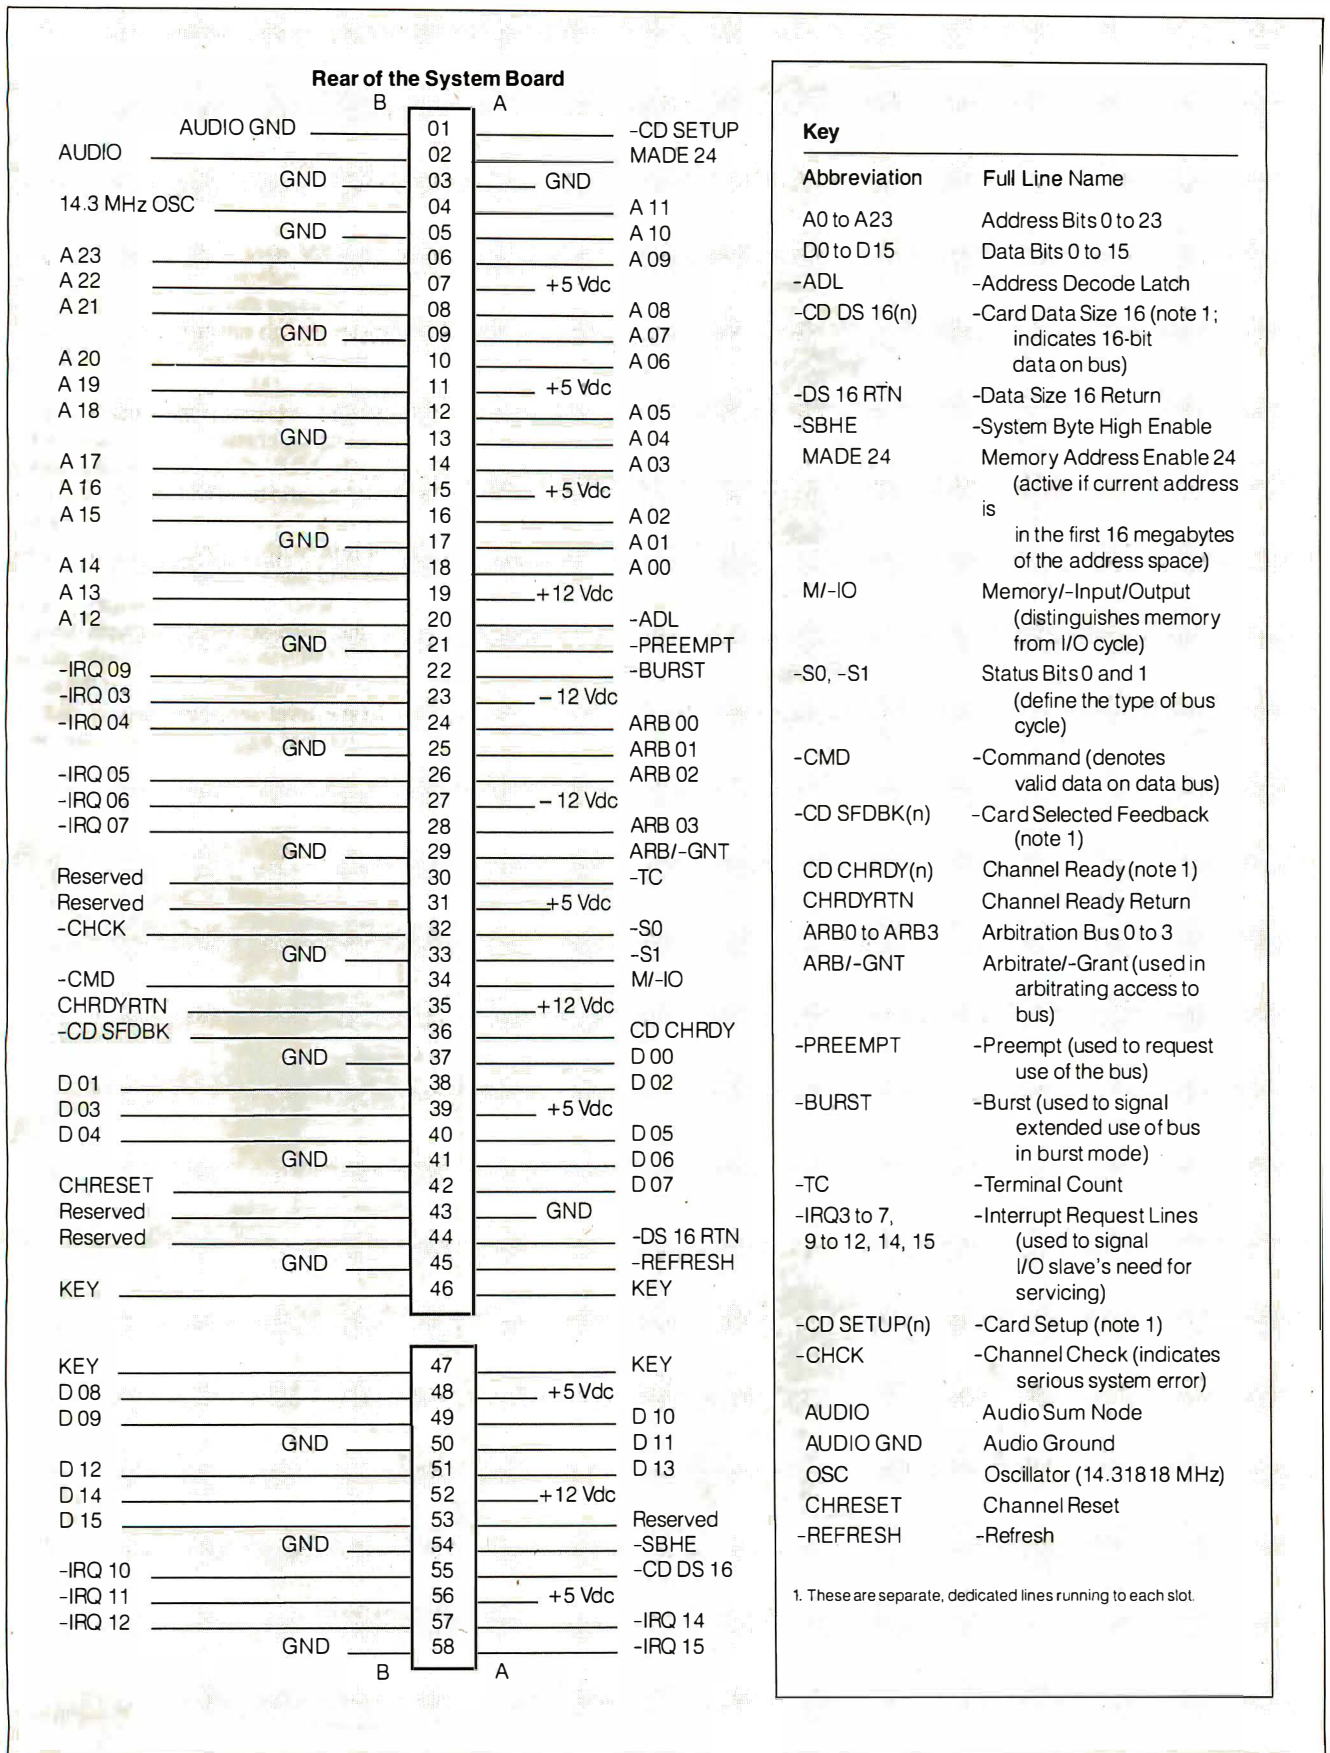 Rear of the System Board
B A
AUDIO GND 01 -CD SETUP
AUDIO 02 MADE 24
GND 03 GND
14.3 MHz OSC 04 A 11
GND 05 A 10
A 23 06 A 09
A 22 07 +5 Vdc
A 21 08 A 08
GND 09 A 07
A 20 10 A 06
A 19 11 +5 Vdc
A 18 12 A 05
GND 13 A 04
A 17 14 A 03
A 16 15 +5 Vdc
A 15 16 A 02
GND 17 A 01
A 14 18 A 00
A 13 19 +12 Vdc
A 12 20 -ADL
GND 21 -PREEMPT
-IRQ 09 22 -BURST
-IRQ 03 23 -12 Vdc
-IRQ 04 24 ARB 00
GND 25 ARB 01
-IRQ 05 26 ARB 02
-IRQ 06 27 -12 Vdc
-IRQ 07 28 ARB 03
GND 29 ARB/-GNT
Reserved 30 -TC
Reserved 31 +5 Vdc
-CHCK 32 -S0
GND 33 -S1
-CMD 34 M/-IO
CHRDYRTN 35 +12 Vdc
-CD SFDBK 36 CD CHRDY
GND 37 D 00
D 01 38 D 02
D 03 39 +5 Vdc
D 04 40 D 05
GND 41 D 06
CHRESET 42 D 07
Reserved 43 GND
Reserved 44 -DS 16 RTN
GND 45 -REFRESH
KEY 46 KEY
KEY 47 KEY
D 08 48 +5 Vdc
D 09 49 D 10
GND 50 D 11
D 12 51 D 13
D 14 52 +12 Vdc
D 15 53 Reserved
GND 54 -SBHE
-IRQ 10 55 -CD DS 16
-IRQ 11 56 +5 Vdc
-IRQ 12 57 -IRQ 14
GND 58 -IRQ 15
B A
Key
Abbreviation Full Line Name
A0 to A23 Address Bits 0 to 23
D0 to D15 Data Bits 0 to 15
-ADL -Address Decode Latch
-CD DS 16(n) -Card Data Size 16 (note 1;
indicates 16-bit
data on bus)
-DS 16 RTN -Data Size 16 Return
-SBHE -System Byte High Enable
MADE 24 Memory Address Enable 24
(active if current address
is
in the first 16 megabytes
of the address space)
M/-IO Memory/-Input/Output
(distinguishes memory
from I/O cycle)
-S0, -S1 Status Bits 0 and 1
(define the type of bus
cycle)
-CMD -Command (denotes
valid data on data bus)
-CD SFDBK(n) -Card Selected Feedback
(note 1)
CD CHRDY(n) Channel Ready (note 1)
CHRDYRTN Channel Ready Return
ARB0 to ARB3 Arbitration Bus 0 to 3
ARB/-GNT Arbitrate/-Grant (used in
arbitrating access to
bus)
-PREEMPT -Preempt (used to request
use of the bus)
-BURST -Burst (used to signal
extended use of bus
in burst mode)
-TC -Terminal Count
-IRQ3 to 7, -Interrupt Request Lines
9 to 12, 14, 15 (used to signal
I/O slave's need for
servicing)
-CD SETUP(n) -Card Setup (note 1)
-CHCK -Channel Check (indicates
serious system error)
AUDIO Audio Sum Node
AUDIO GND Audio Ground
OSC Oscillator (14.31818 MHz)
CHRESET Channel Reset
-REFRESH -Refresh
1. These are separate, dedicated lines running to each slot.